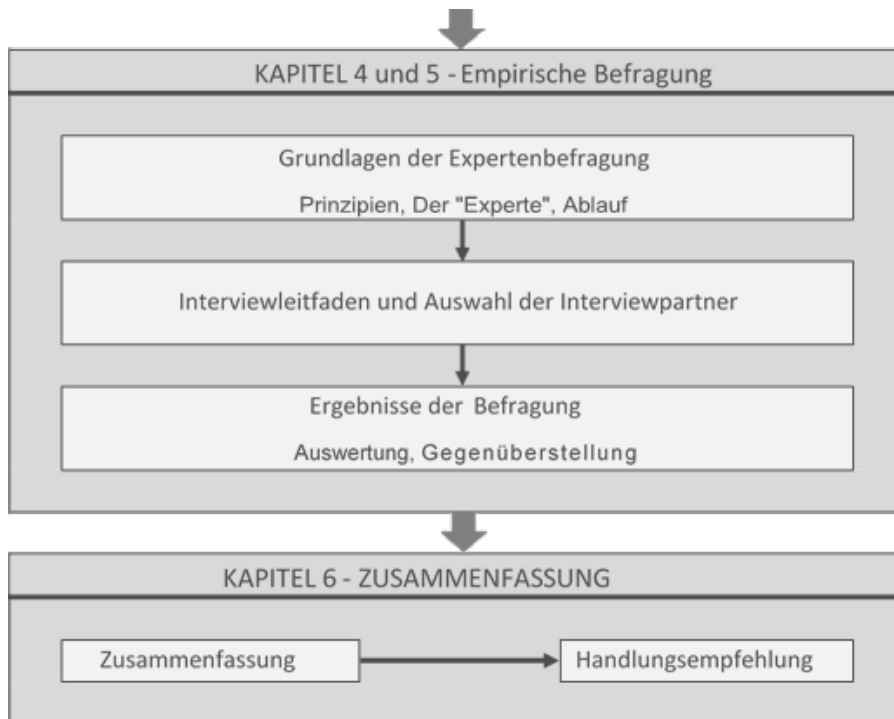 KAPITEL 4 und 5 - Empirische Befragung
Grundlagen der Expertenbefragung
Prinzipien, Der "Experte", Ablauf
Interviewleitfaden und Auswahl der Interviewpartner
Ergebnisse der Befragung
Auswertung, Gegenüberstellung
KAPITEL 6 - ZUSAMMENFASSUNG
Zusammenfassung
Handlungsempfehlung